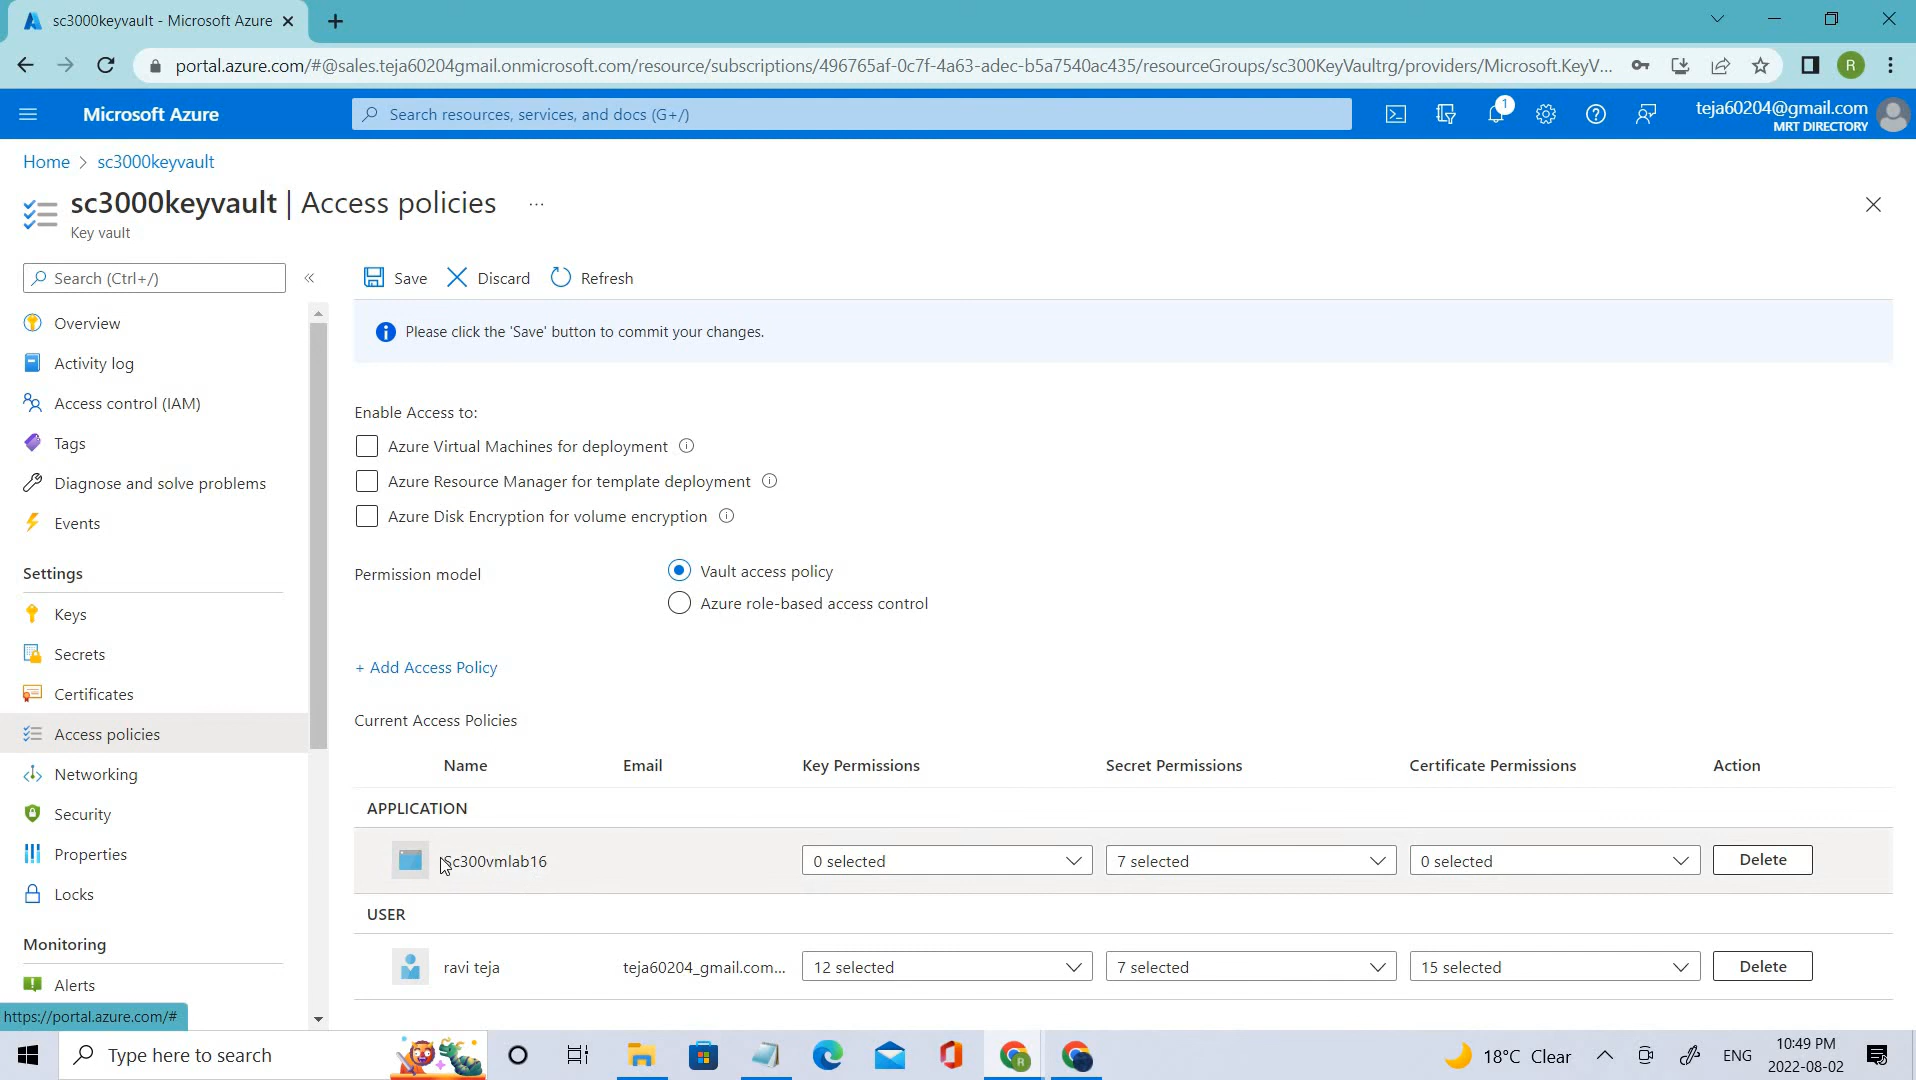 sc3000keyvault - Microsoft Azure
portal.azure.com/#@sales.teja60204gmail.onmicrosoft.com/resource/subscriptions/496765af-0c7f-4a63-adec-b5a7540ac435/resourceGroups/sc300KeyVaultrg/providers/Microsoft.KeyV...
R
Microsoft Azure
Search resources, services, and docs (G+/)
1
teja60204@gmail.com
MRT DIRECTORY
Home > sc3000keyvault
sc3000keyvault | Access policies ...
Key vault
Search (Ctrl+/)
«
Overview
Activity log
Access control (IAM)
Tags
Diagnose and solve problems
Events
Settings
Keys
Secrets
Certificates
Access policies
Networking
Security
Properties
Locks
Monitoring
Alerts
https://portal.azure.com/#
Save
Discard
Refresh
Please click the 'Save' button to commit your changes.
Enable Access to:
Azure Virtual Machines for deployment
Azure Resource Manager for template deployment
Azure Disk Encryption for volume encryption
Permission model
Vault access policy
Azure role-based access control
+ Add Access Policy
Current Access Policies
Name Email Key Permissions Secret Permissions Certificate Permissions Action
APPLICATION
Sc300vmlab16 0 selected 7 selected 0 selected Delete
USER
ravi teja teja60204_gmail.com... 12 selected 7 selected 15 selected Delete
Type here to search
18°C Clear
ENG
10:49 PM
2022-08-02